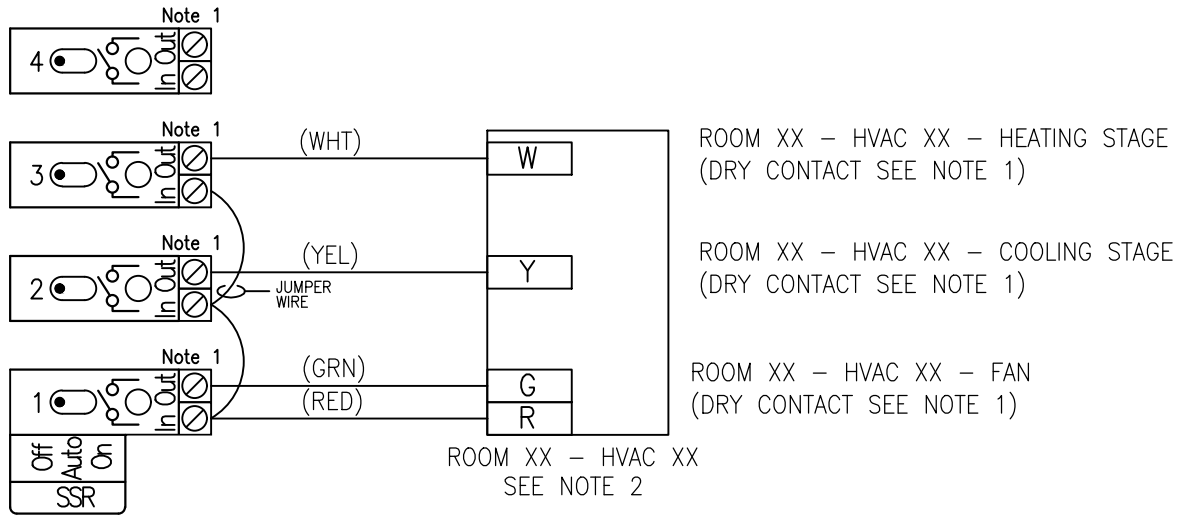 Note 1
4
Out
In
Note 1
3
Out
In
(WHT)
W
ROOM XX – HVAC XX – HEATING STAGE
(DRY CONTACT SEE NOTE 1)
Note 1
2
Out
In
(YEL)
Y
JUMPER
WIRE
ROOM XX – HVAC XX – COOLING STAGE
(DRY CONTACT SEE NOTE 1)
Note 1
1
Out
In
(GRN)
(RED)
G
R
ROOM XX – HVAC XX – FAN
(DRY CONTACT SEE NOTE 1)
Off
Auto
On
SSR
ROOM XX – HVAC XX
SEE NOTE 2